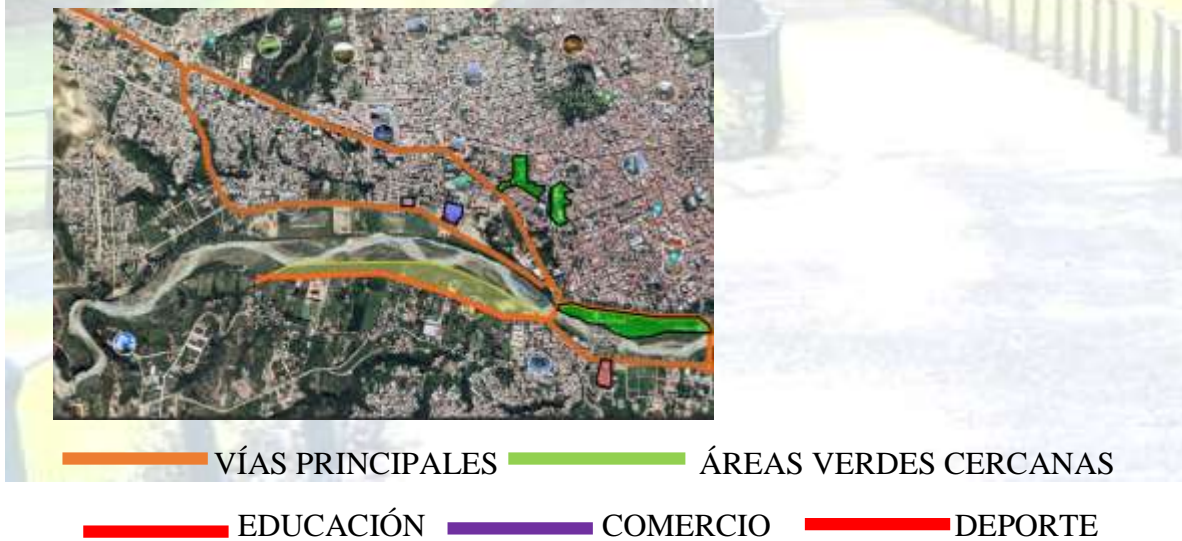 VÍAS PRINCIPALES ÁREAS VERDES CERCANAS
EDUCACIÓN COMERCIO DEPORTE